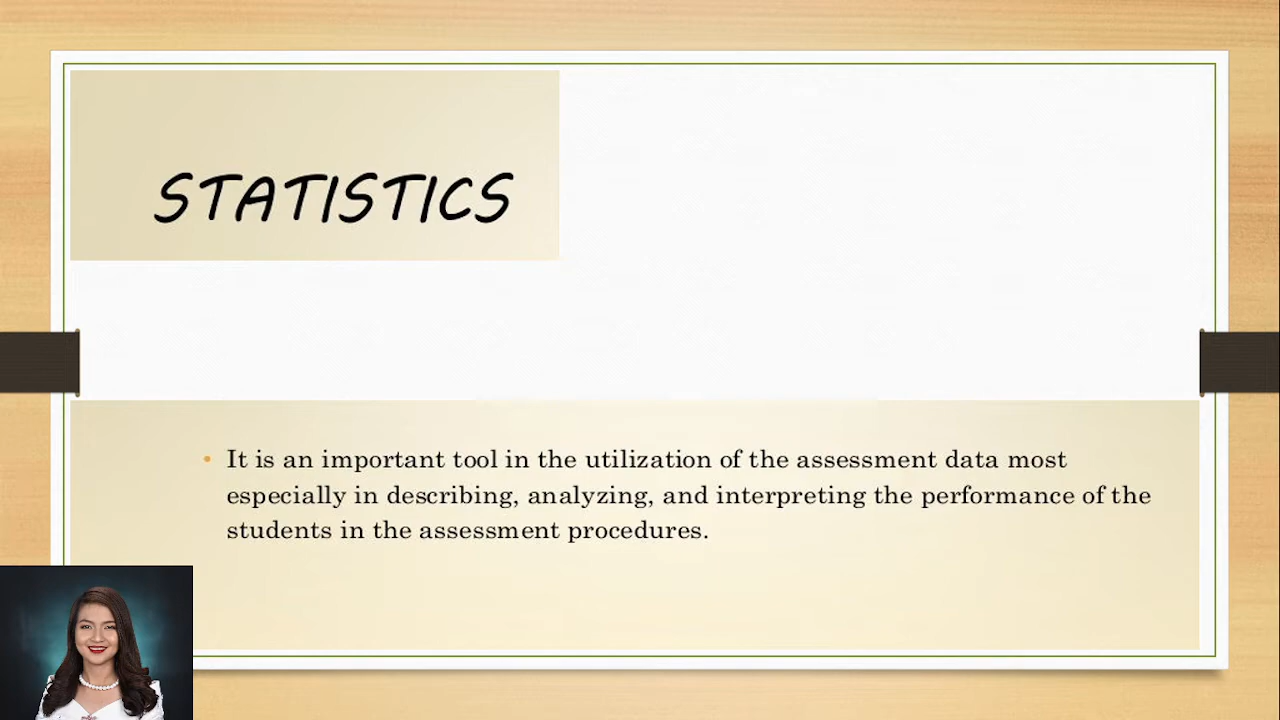 STATISTICS
• It is an important tool in the utilization of the assessment data most
especially in describing, analyzing, and interpreting the performance of the
students in the assessment procedures.